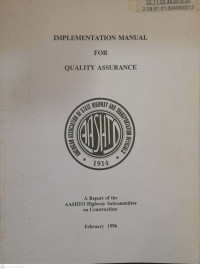 IMPLEMENTATION MANUAL
FOR
QUALITY ASSURANCE
AMERICAN ASSOCIATION OF STATE HIGHWAY AND TRANSPORTATION OFFICIALS
AASHTO
1914
A Report of the
AASHTO Highway Subcommittee
on Construction
February 1996